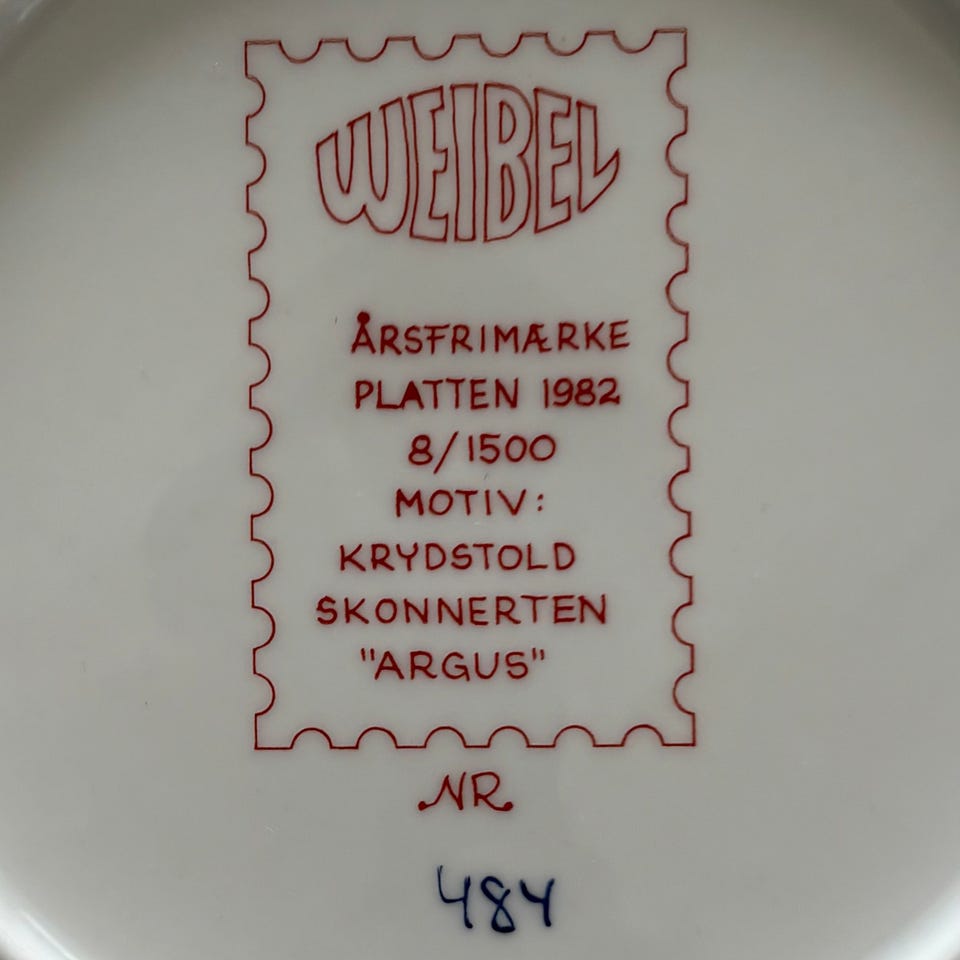 WEIBEL
ÅRSFRIMÆRKE
PLATTEN 1982
8/1500
MOTIV:
KRYDSTOLD
SKONNERTEN
"ARGUS"
NR
484